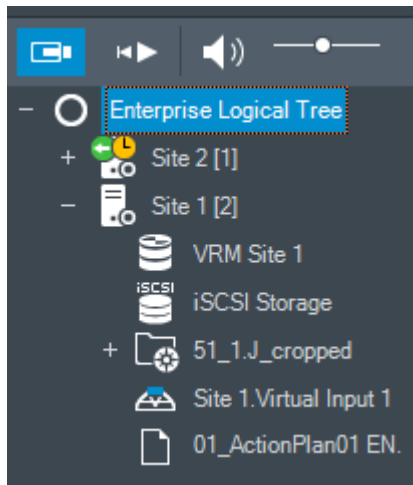 Enterprise Logical Tree
Site 2 [1]
Site 1 [2]
VRM Site 1
iSCSI
iSCSI Storage
51_1.J_cropped
Site 1.Virtual Input 1
01_ActionPlan01 EN.